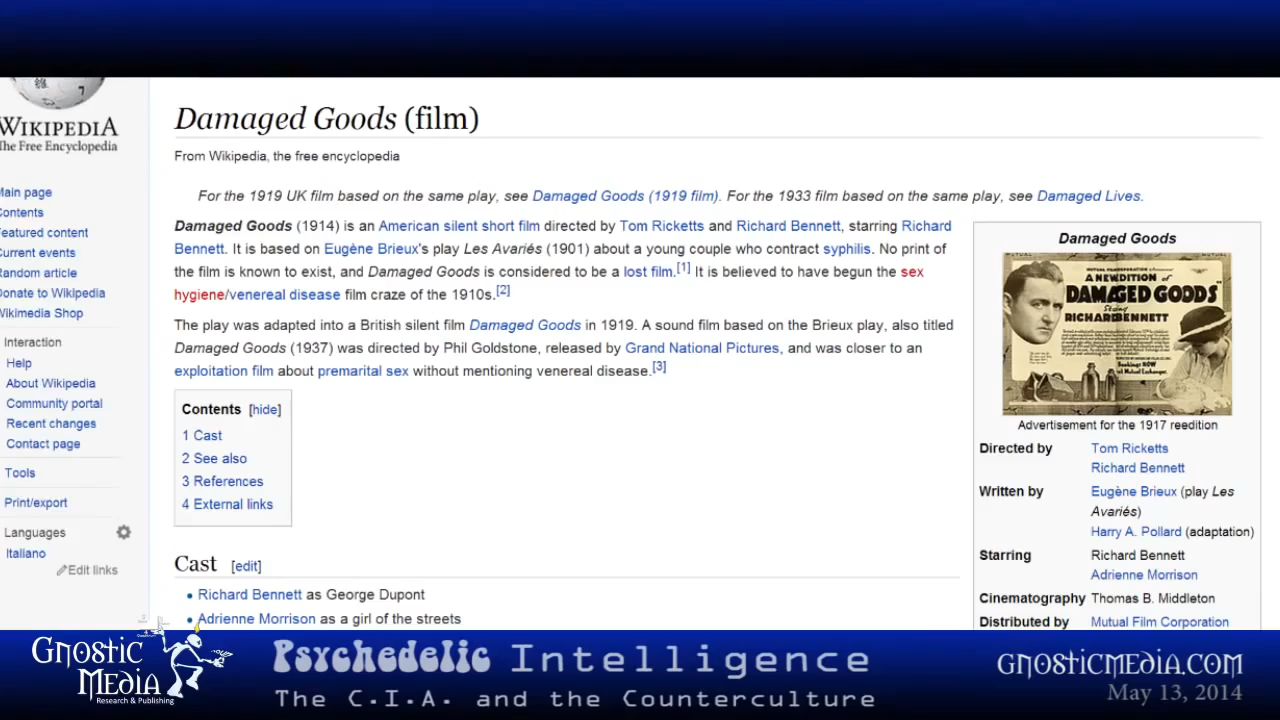 WIKIPEDIA
The Free Encyclopedia
Main page
Contents
Featured content
Current events
Random article
Donate to Wikipedia
Wikimedia Shop
Interaction
Help
About Wikipedia
Community portal
Recent changes
Contact page
Tools
Print/export
Languages
Italiano
Edit links
Damaged Goods (film)
From Wikipedia, the free encyclopedia
For the 1919 UK film based on the same play, see Damaged Goods (1919 film). For the 1933 film based on the same play, see Damaged Lives.
Damaged Goods (1914) is an American silent short film directed by Tom Ricketts and Richard Bennett, starring Richard
Bennett. It is based on Eugène Brieux's play Les Avariés (1901) about a young couple who contract syphilis. No print of
the film is known to exist, and Damaged Goods is considered to be a lost film.[1] It is believed to have begun the sex
hygiene/venereal disease film craze of the 1910s.[2]
The play was adapted into a British silent film Damaged Goods in 1919. A sound film based on the Brieux play, also titled
Damaged Goods (1937) was directed by Phil Goldstone, released by Grand National Pictures, and was closer to an
exploitation film about premarital sex without mentioning venereal disease.[3]
Contents [hide]
1 Cast
2 See also
3 References
4 External links
Cast [edit]
Richard Bennett as George Dupont
Adrienne Morrison as a girl of the streets
Damaged Goods
A NEW EDITION of
DAMAGED GOODS"
RICHARD BENNETT
Advertisement for the 1917 reedition
Directed by Tom Ricketts
Richard Bennett
Written by Eugène Brieux (play Les
Avariés)
Harry A. Pollard (adaptation)
Starring Richard Bennett
Adrienne Morrison
Cinematography Thomas B. Middleton
Distributed by Mutual Film Corporation
Gnostic
Media
Research & Publishing
Psychedelic Intelligence
The C.I.A. and the Counterculture
GNOSTICMEDIA.COM
May 13, 2014